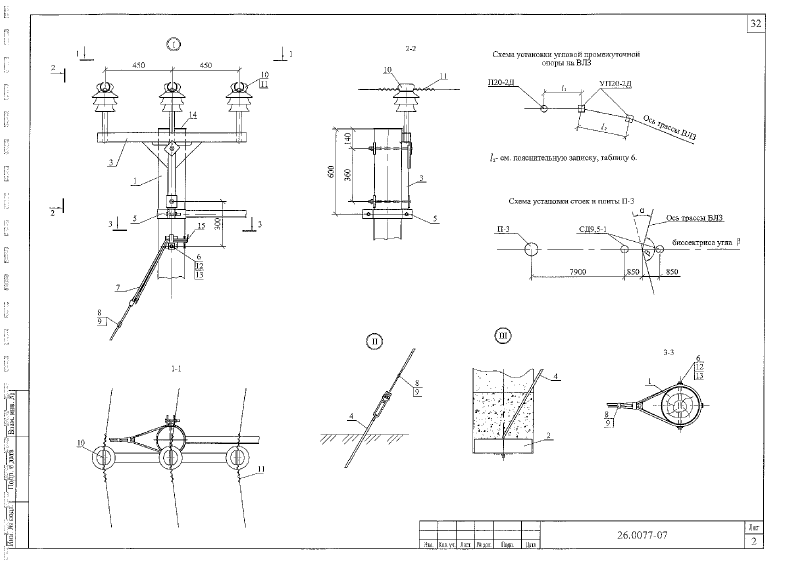 32
I
1 1
450 450
2
10
11
14
3
1
2
5
3 3
15
300
6
12
13
7
8
9
2-2
10
11
140
360
600
3
5
Схема установки угловой промежуточной
опоры на ВЛЗ
П20-2Д
l₁
УП20-2Д
l₂
Ось трассы ВЛЗ
l₁- см. пояснительную записку, таблицу 6.
Схема установки стоек и плиты П-3
α
Ось трассы ВЛЗ
П-3
СД9,5-1
биссектриса угла β
β
7900 850 850
1-1
10
11
II
8
9
4
III
4
2
3-3
6
12
13
1
8
9
Взам. инв. №
Подп. и дата
Инв. № подл.
Изм. Кол.уч. Лист №док. Подп. Дата
26.0077-07
Лист
2